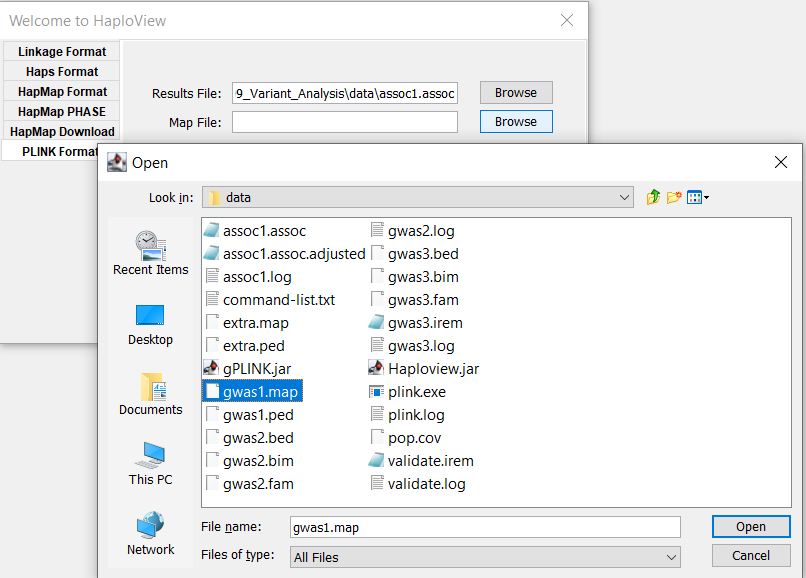 Welcome to HaploView
Linkage Format
Haps Format
HapMap Format
HapMap PHASE
HapMap Download
PLINK Format
Results File: 9_Variant_Analysis\data\assoc1.assoc Browse
Map File: Browse
Open
Look in: data
Recent Items
Desktop
Documents
This PC
Network
assoc1.assoc
assoc1.assoc.adjusted
assoc1.log
command-list.txt
extra.map
extra.ped
gPLINK.jar
gwas1.map
gwas1.ped
gwas2.bed
gwas2.bim
gwas2.fam
gwas2.log
gwas3.bed
gwas3.bim
gwas3.fam
gwas3.irem
gwas3.log
Haploview.jar
plink.exe
plink.log
pop.cov
validate.irem
validate.log
File name: gwas1.map Open
Files of type: All Files Cancel